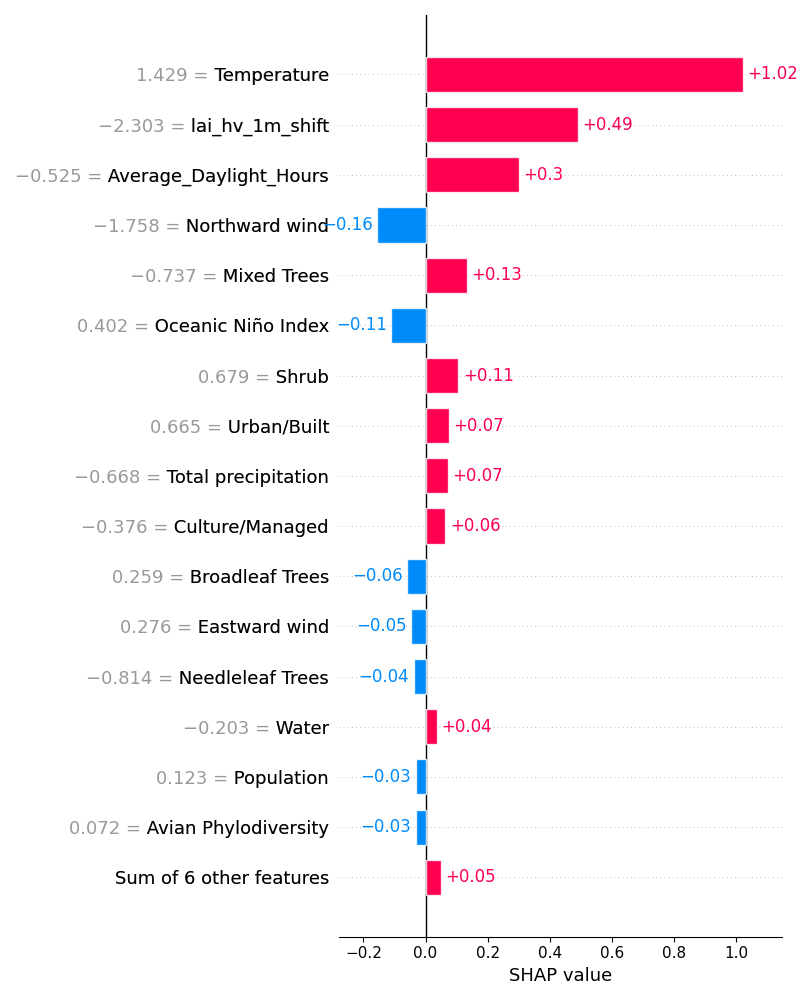 1.429 = Temperature +1.02
−2.303 = lai_hv_1m_shift +0.49
−0.525 = Average_Daylight_Hours +0.3
−1.758 = Northward wind −0.16
−0.737 = Mixed Trees +0.13
0.402 = Oceanic Niño Index −0.11
0.679 = Shrub +0.11
0.665 = Urban/Built +0.07
−0.668 = Total precipitation +0.07
−0.376 = Culture/Managed +0.06
0.259 = Broadleaf Trees −0.06
0.276 = Eastward wind −0.05
−0.814 = Needleleaf Trees −0.04
−0.203 = Water +0.04
0.123 = Population −0.03
0.072 = Avian Phylodiversity −0.03
Sum of 6 other features +0.05
−0.2 0.0 0.2 0.4 0.6 0.8 1.0
SHAP value